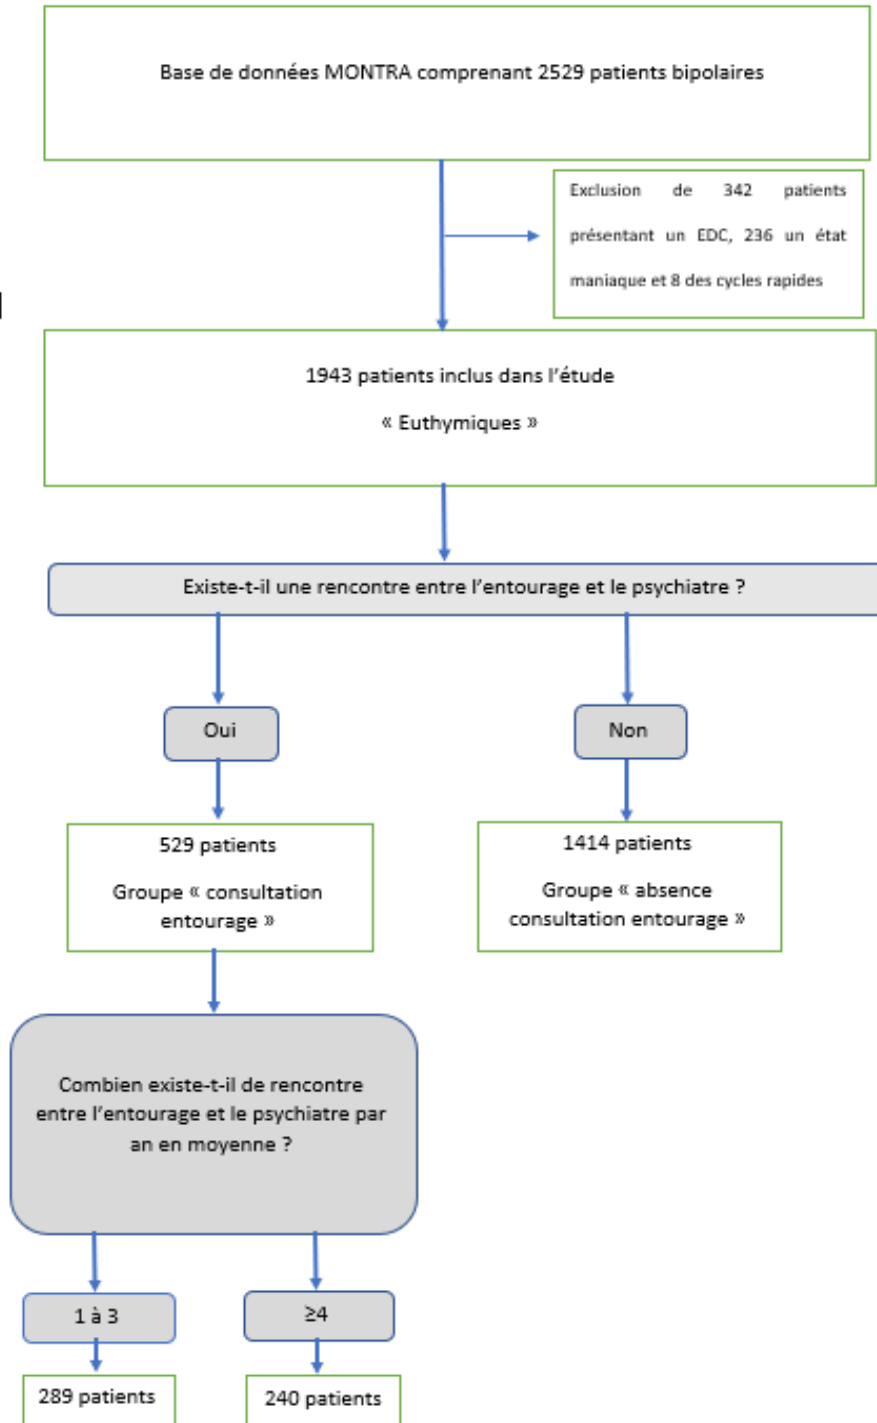 Base de données MONTRA comprenant 2529 patients bipolaires
Exclusion de 342 patients
présentant un EDC, 236 un état
maniaque et 8 des cycles rapides
1943 patients inclus dans l'étude
« Euthymiques »
Existe-t-il une rencontre entre l'entourage et le psychiatre ?
Oui
Non
529 patients
Groupe « consultation
entourage »
1414 patients
Groupe « absence
consultation entourage »
Combien existe-t-il de rencontre
entre l'entourage et le psychiatre par
an en moyenne ?
1 à 3
≥4
289 patients
240 patients